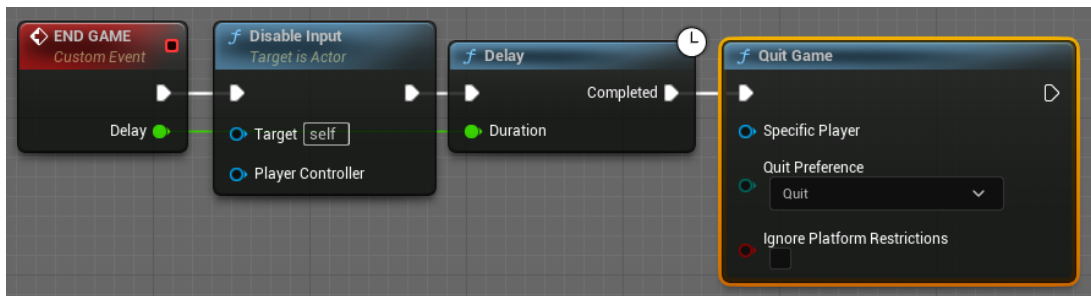 END GAME
Custom Event
Delay
f Disable Input
Target is Actor
Target self
Player Controller
f Delay
Completed
Duration
f Quit Game
Specific Player
Quit Preference
Quit
Ignore Platform Restrictions